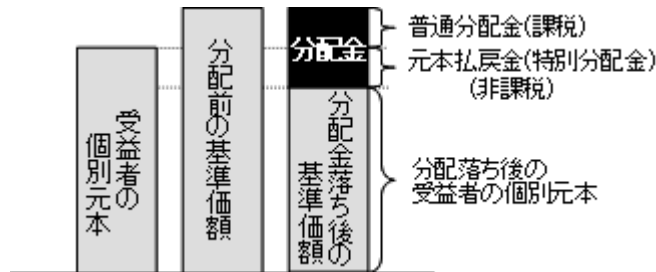 受益者の
個別元本
分配前の基準価額
分配金
分配金落ち後の
基準価額
普通分配金(課税)
元本払戻金(特別分配金)
(非課税)
分配落ち後の
受益者の個別元本